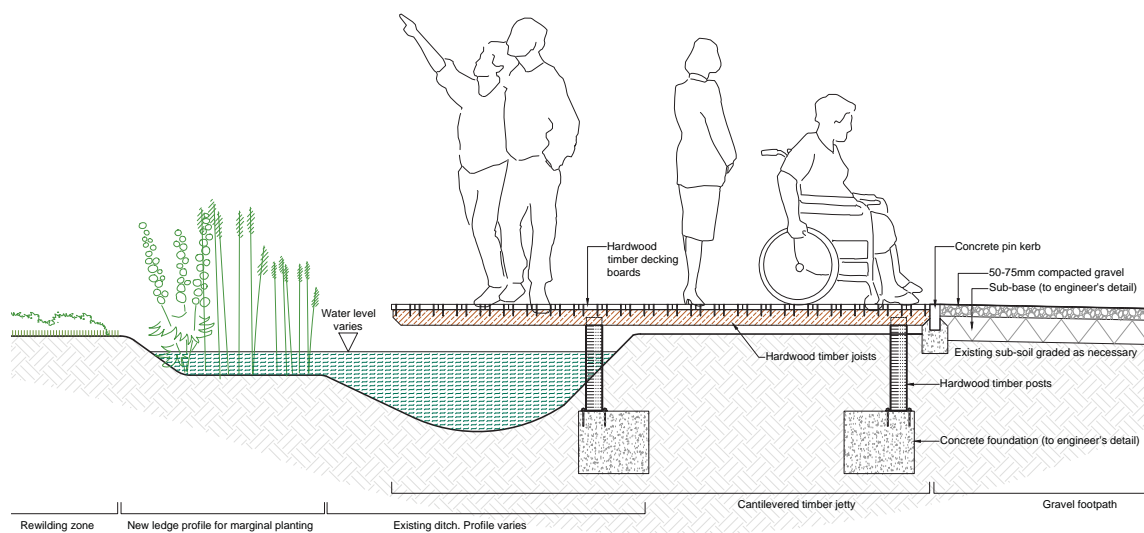 Hardwood
timber decking
boards
Concrete pin kerb
50-75mm compacted gravel
Sub-base (to engineer's detail)
Water level
varies
Hardwood timber joists
Existing sub-soil graded as necessary
Hardwood timber posts
Concrete foundation (to engineer's detail)
Cantilevered timber jetty
Gravel footpath
Rewilding zone
New ledge profile for marginal planting
Existing ditch. Profile varies